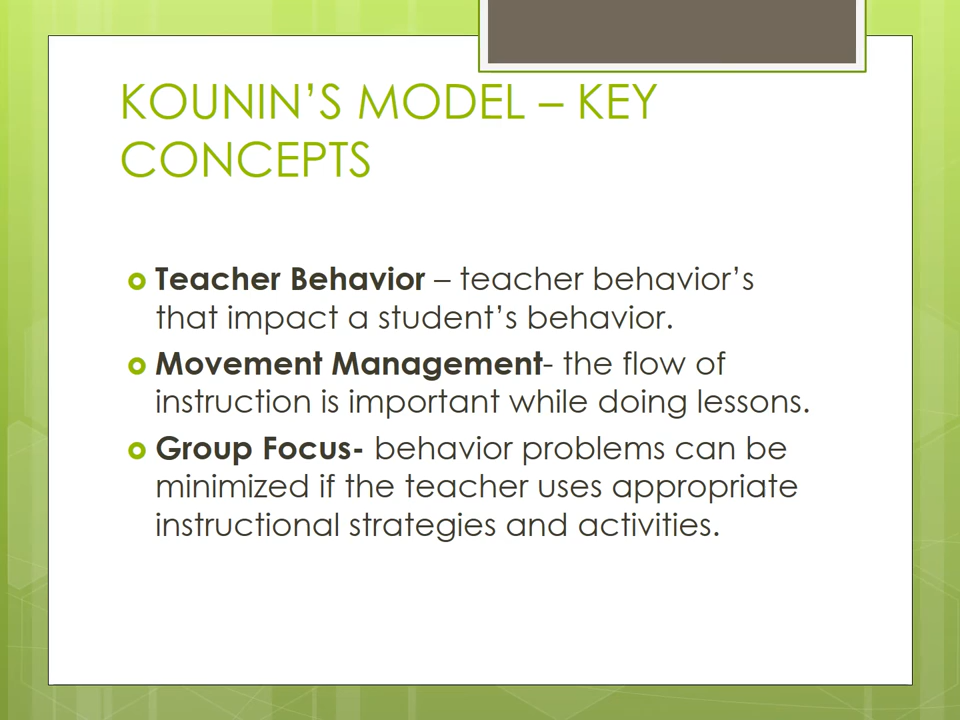 KOUNIN’S MODEL – KEY
CONCEPTS
Teacher Behavior – teacher behavior’s
that impact a student’s behavior.
Movement Management- the flow of
instruction is important while doing lessons.
Group Focus- behavior problems can be
minimized if the teacher uses appropriate
instructional strategies and activities.